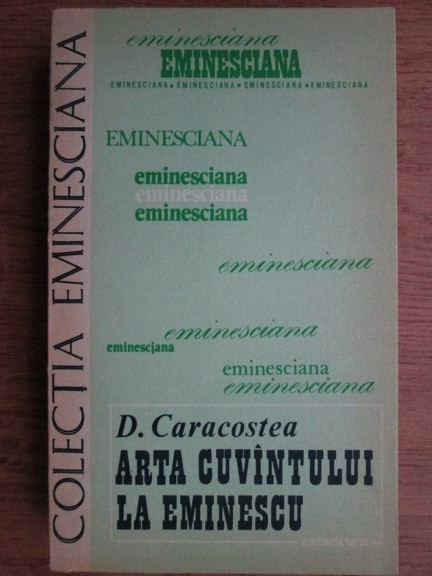 COLECȚIA EMINESCIANA
eminesciana
EMINESCIANA
EMINESCIANA • EMINESCIANA • EMINESCIANA • EMINESCIANA
EMINESCIANA
eminesciana
eminesciana
eminesciana
eminesciana
eminesciana
eminesciana
eminesciana
eminesciana
D. Caracostea
ARTA CUVÎNTULUI
LA EMINESCU
eminesciana